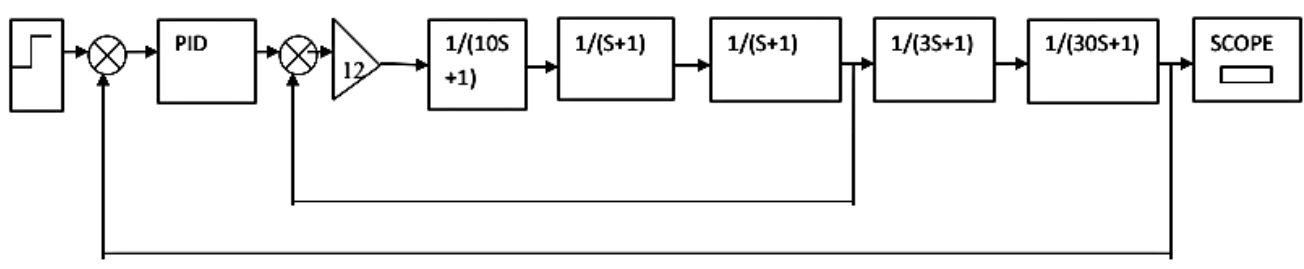 PID
12
1/(10S
+1)
1/(S+1)
1/(S+1)
1/(3S+1)
1/(30S+1)
SCOPE